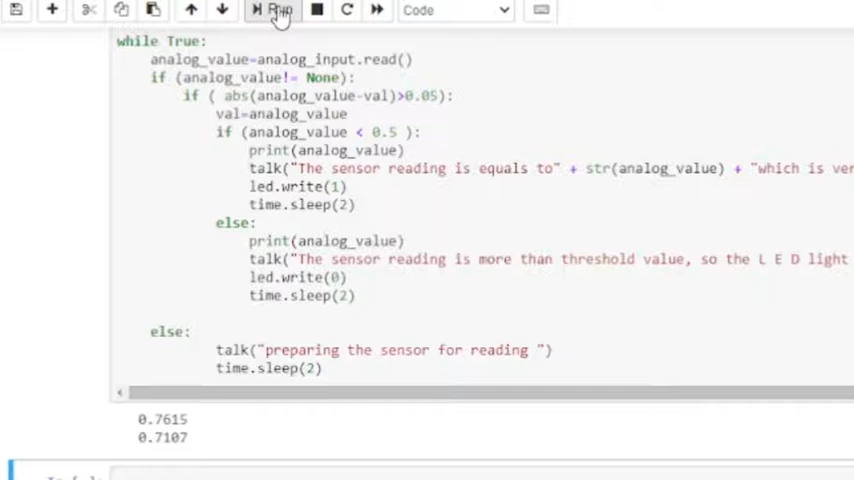 Code
while True:
analog_value=analog_input.read()
if (analog_value!= None):
if ( abs(analog_value-val)>0.05):
val=analog_value
if (analog_value < 0.5 ):
print(analog_value)
talk("The sensor reading is equals to" + str(analog_value) + "which is ver
led.write(1)
time.sleep(2)
else:
print(analog_value)
talk("The sensor reading is more than threshold value, so the L E D light
led.write(0)
time.sleep(2)
else:
talk("preparing the sensor for reading ")
time.sleep(2)
0.7615
0.7107